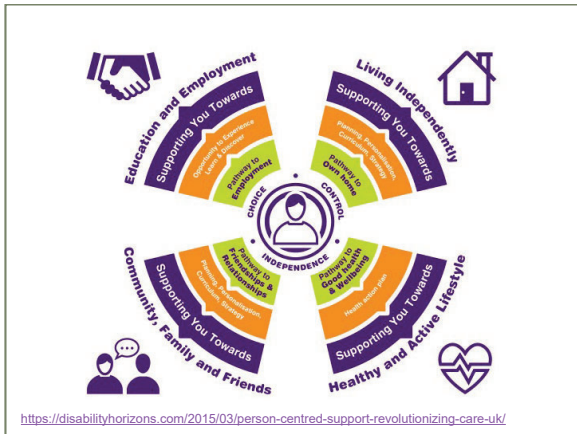 Education and Employment
Supporting You Towards
Opportunity to Experience
Learn & Discover
Pathway to
Employment
Living Independently
Supporting You Towards
Planning, Personalisation,
Curriculum, Strategy
Pathway to
Own home
CHOICE
CONTROL
INDEPENDENCE
Pathway to
Friendships &
Relationships
Planning, Personalisation,
Curriculum, Strategy
Supporting You Towards
Community, Family and Friends
Pathway to
Good health
& Wellbeing
Health action plan
Supporting You Towards
Healthy and Active Lifestyle
https://disabilityhorizons.com/2015/03/person-centred-support-revolutionizing-care-uk/